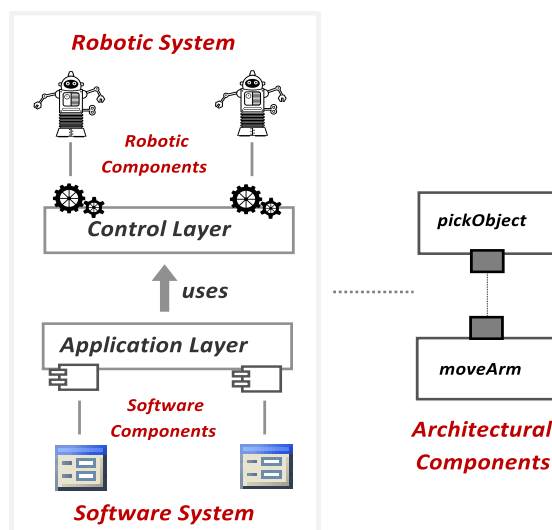 Robotic System
Robotic
Components
Control Layer
uses
Application Layer
Software
Components
Software System
pickObject
moveArm
Architectural
Components